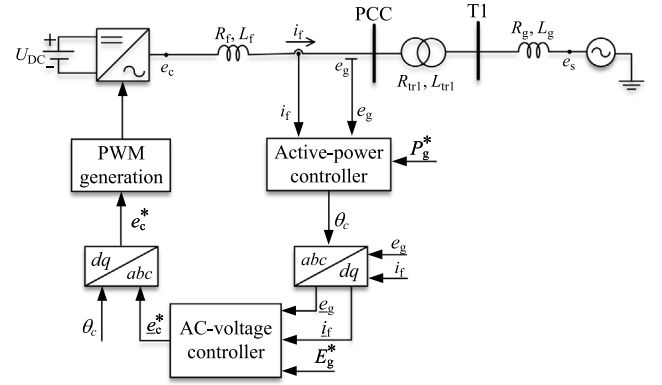 PCC
T1
R_f, L_f
i_f
R_g, L_g
U_DC
+
-
e_c
e_g
e_s
R_tr1, L_tr1
i_f
e_g
PWM
generation
Active-power
controller
P_g^*
e_c^*
θ_c
dq
abc
abc
dq
e_g
i_f
θ_c
e_c^*
AC-voltage
controller
e_g
i_f
E_g^*